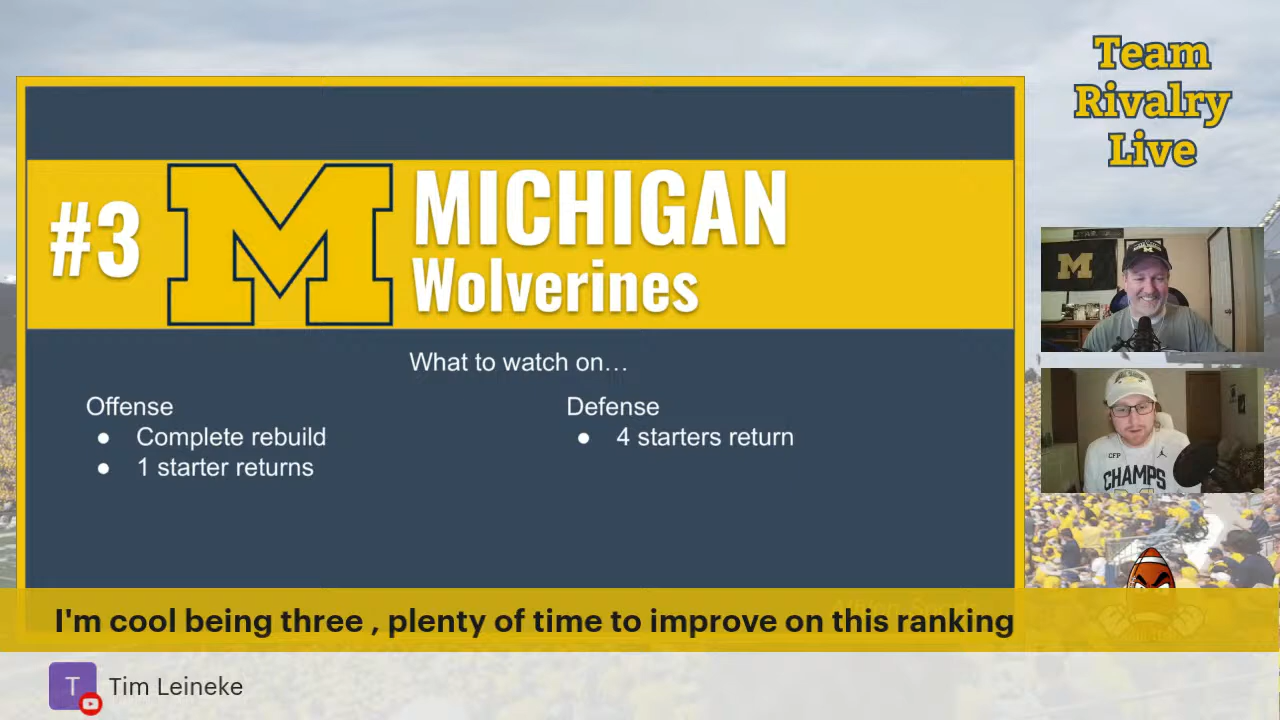 Team
Rivalry
Live
#3 M MICHIGAN
Wolverines
What to watch on…
Offense
● Complete rebuild
● 1 starter returns
Defense
● 4 starters return
M
CFP
CHAMPS
I'm cool being three , plenty of time to improve on this ranking
T Tim Leineke